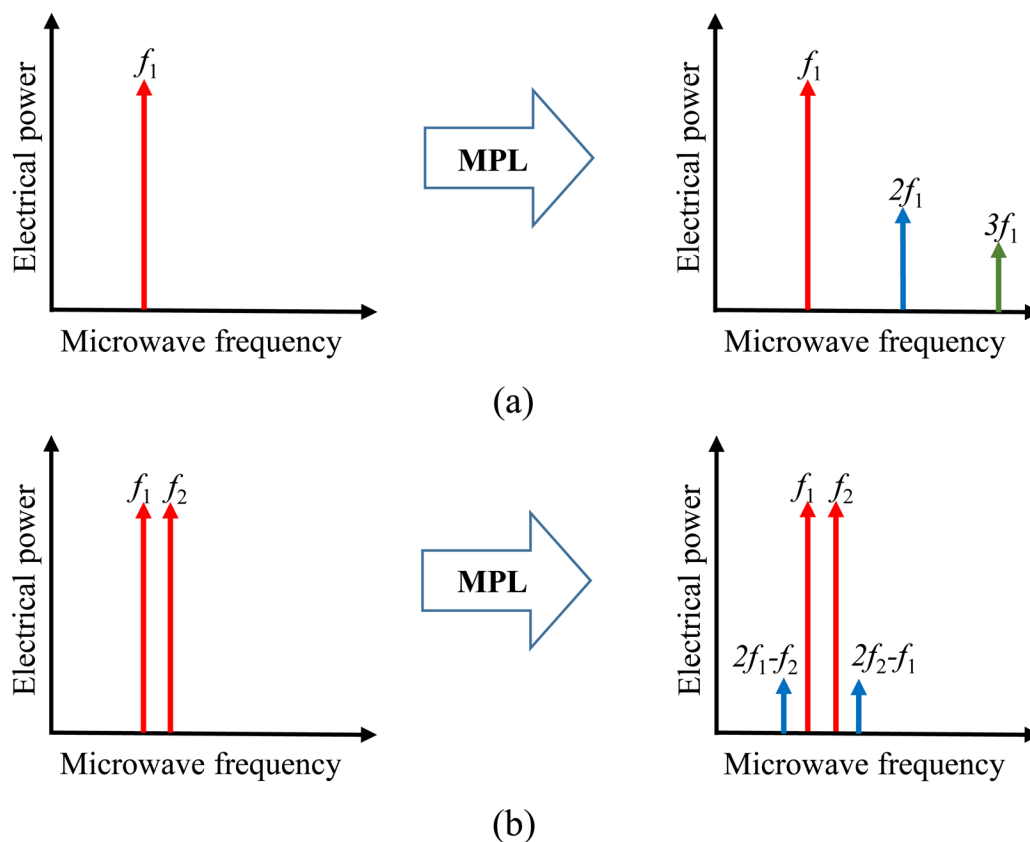 Electrical power
f₁
Microwave frequency
MPL
Electrical power
f₁
2f₁
3f₁
Microwave frequency
(a)
Electrical power
f₁ f₂
Microwave frequency
MPL
Electrical power
f₁ f₂
2f₁-f₂
2f₂-f₁
Microwave frequency
(b)